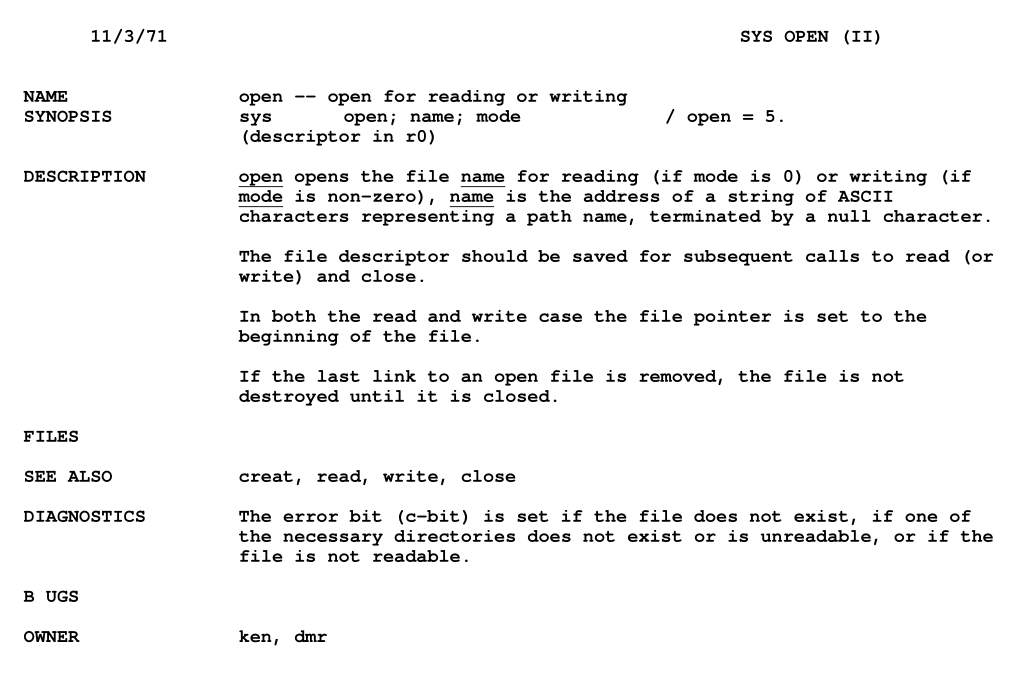 11/3/71 SYS OPEN (II)
NAME open -- open for reading or writing
SYNOPSIS sys open; name; mode / open = 5.
(descriptor in r0)
DESCRIPTION open opens the file name for reading (if mode is 0) or writing (if
mode is non-zero), name is the address of a string of ASCII
characters representing a path name, terminated by a null character.
The file descriptor should be saved for subsequent calls to read (or
write) and close.
In both the read and write case the file pointer is set to the
beginning of the file.
If the last link to an open file is removed, the file is not
destroyed until it is closed.
FILES
SEE ALSO creat, read, write, close
DIAGNOSTICS The error bit (c-bit) is set if the file does not exist, if one of
the necessary directories does not exist or is unreadable, or if the
file is not readable.
B UGS
OWNER ken, dmr